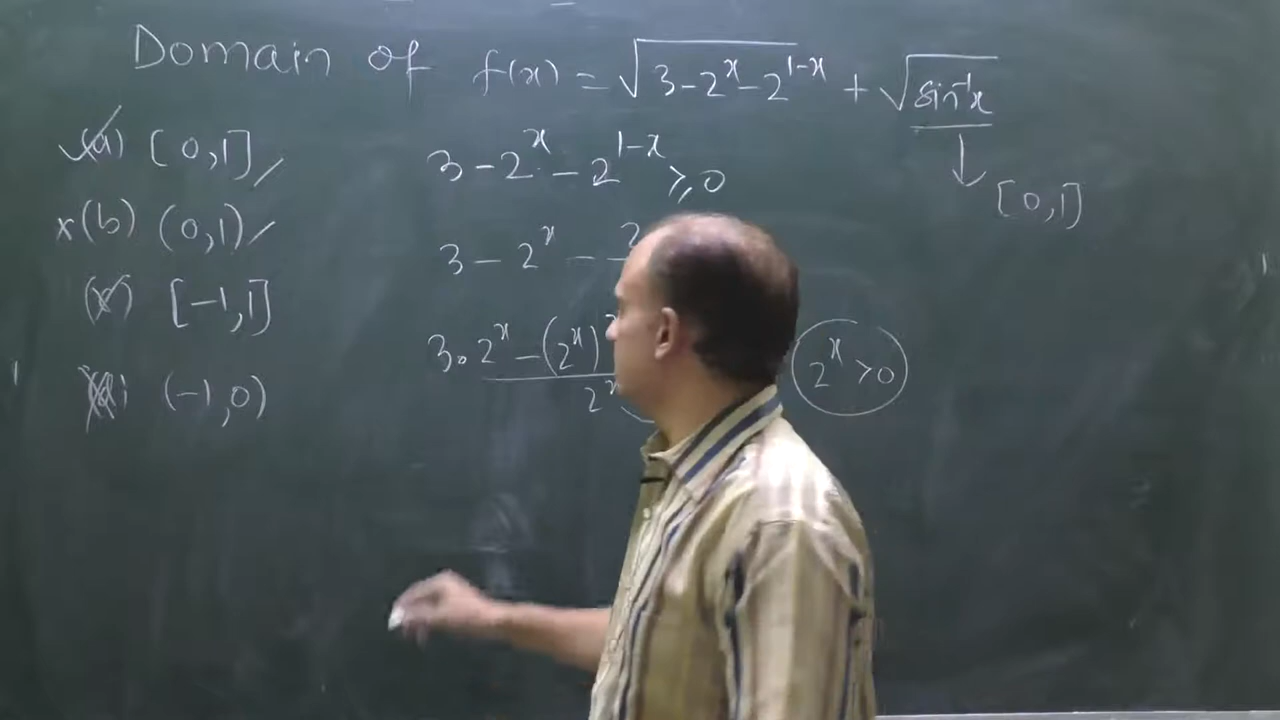 Domain of f(x) = √(3-2^x-2^(1-x)) + √(sin⁻¹x)
↓
[0,1]
(a) [0,1]
x(b) (0,1)
[-1,1]
(-1,0)
3-2^x-2^(1-x) ≥ 0
3-2^x-
3.2^x-(2^x)
2^x
2^x >0